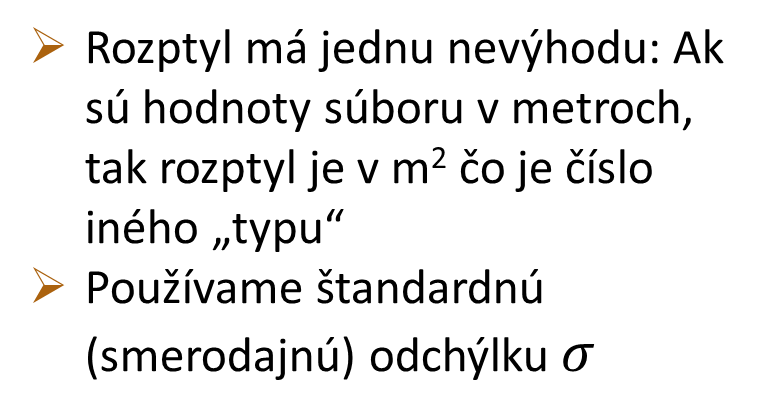 ➢ Rozptyl má jednu nevýhodu: Ak
sú hodnoty súboru v metroch,
tak rozptyl je v m² čo je číslo
iného „typu“
➢ Používame štandardnú
(smerodajnú) odchýlku 𝜎